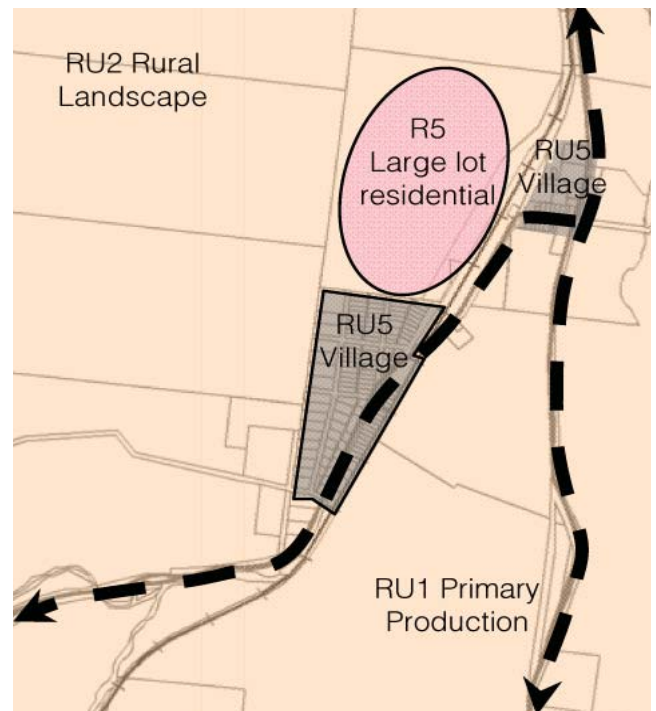 RU2 Rural
Landscape
R5
Large lot
residential
RU5
Village
RU5
Village
RU1 Primary
Production